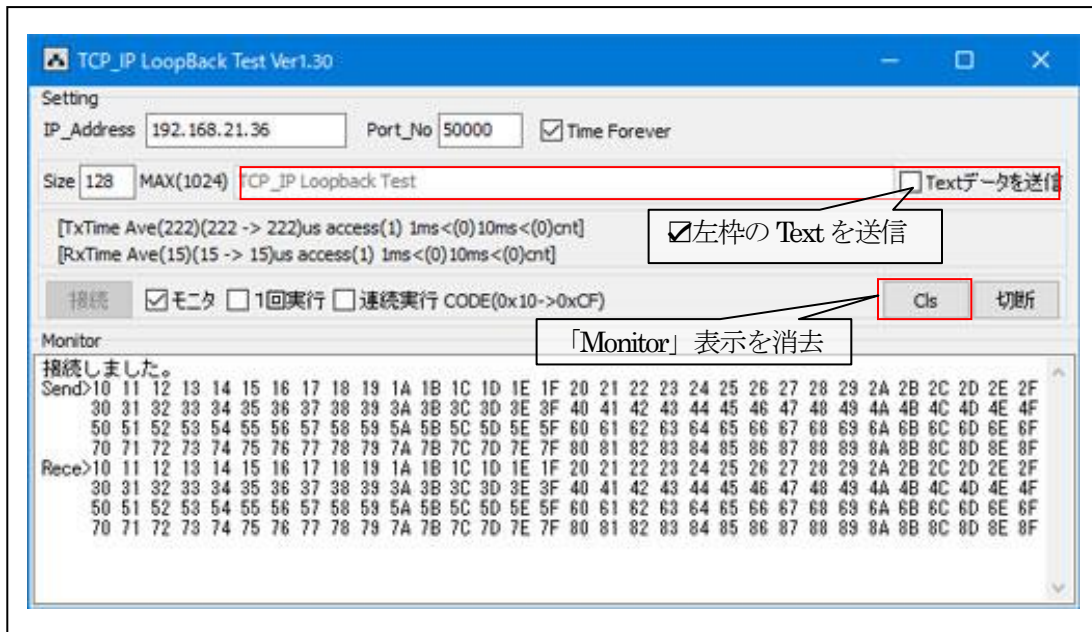 TCP_IP LoopBack Test Ver1.30
Setting
IP_Address 192.168.21.36 Port_No 50000 Time Forever
Size 128 MAX(1024) TCP_IP Loopback Test Textデータを送信
[TxTime Ave(222)(222 -> 222)us access(1) 1ms<(0)10ms<(0)cnt]
☑左枠の Text を送信
[RxTime Ave(15)(15 -> 15)us access(1) 1ms<(0)10ms<(0)cnt]
接続 モニタ 1回実行 連続実行 CODE(0x10->0xCF) Cls 切断
「Monitor」表示を消去
Monitor
接続しました。
Send>10 11 12 13 14 15 16 17 18 19 1A 1B 1C 1D 1E 1F 20 21 22 23 24 25 26 27 28 29 2A 2B 2C 2D 2E 2F
30 31 32 33 34 35 36 37 38 39 3A 3B 3C 3D 3E 3F 40 41 42 43 44 45 46 47 48 49 4A 4B 4C 4D 4E 4F
50 51 52 53 54 55 56 57 58 59 5A 5B 5C 5D 5E 5F 60 61 62 63 64 65 66 67 68 69 6A 6B 6C 6D 6E 6F
70 71 72 73 74 75 76 77 78 79 7A 7B 7C 7D 7E 7F 80 81 82 83 84 85 86 87 88 89 8A 8B 8C 8D 8E 8F
Rece>10 11 12 13 14 15 16 17 18 19 1A 1B 1C 1D 1E 1F 20 21 22 23 24 25 26 27 28 29 2A 2B 2C 2D 2E 2F
30 31 32 33 34 35 36 37 38 39 3A 3B 3C 3D 3E 3F 40 41 42 43 44 45 46 47 48 49 4A 4B 4C 4D 4E 4F
50 51 52 53 54 55 56 57 58 59 5A 5B 5C 5D 5E 5F 60 61 62 63 64 65 66 67 68 69 6A 6B 6C 6D 6E 6F
70 71 72 73 74 75 76 77 78 79 7A 7B 7C 7D 7E 7F 80 81 82 83 84 85 86 87 88 89 8A 8B 8C 8D 8E 8F